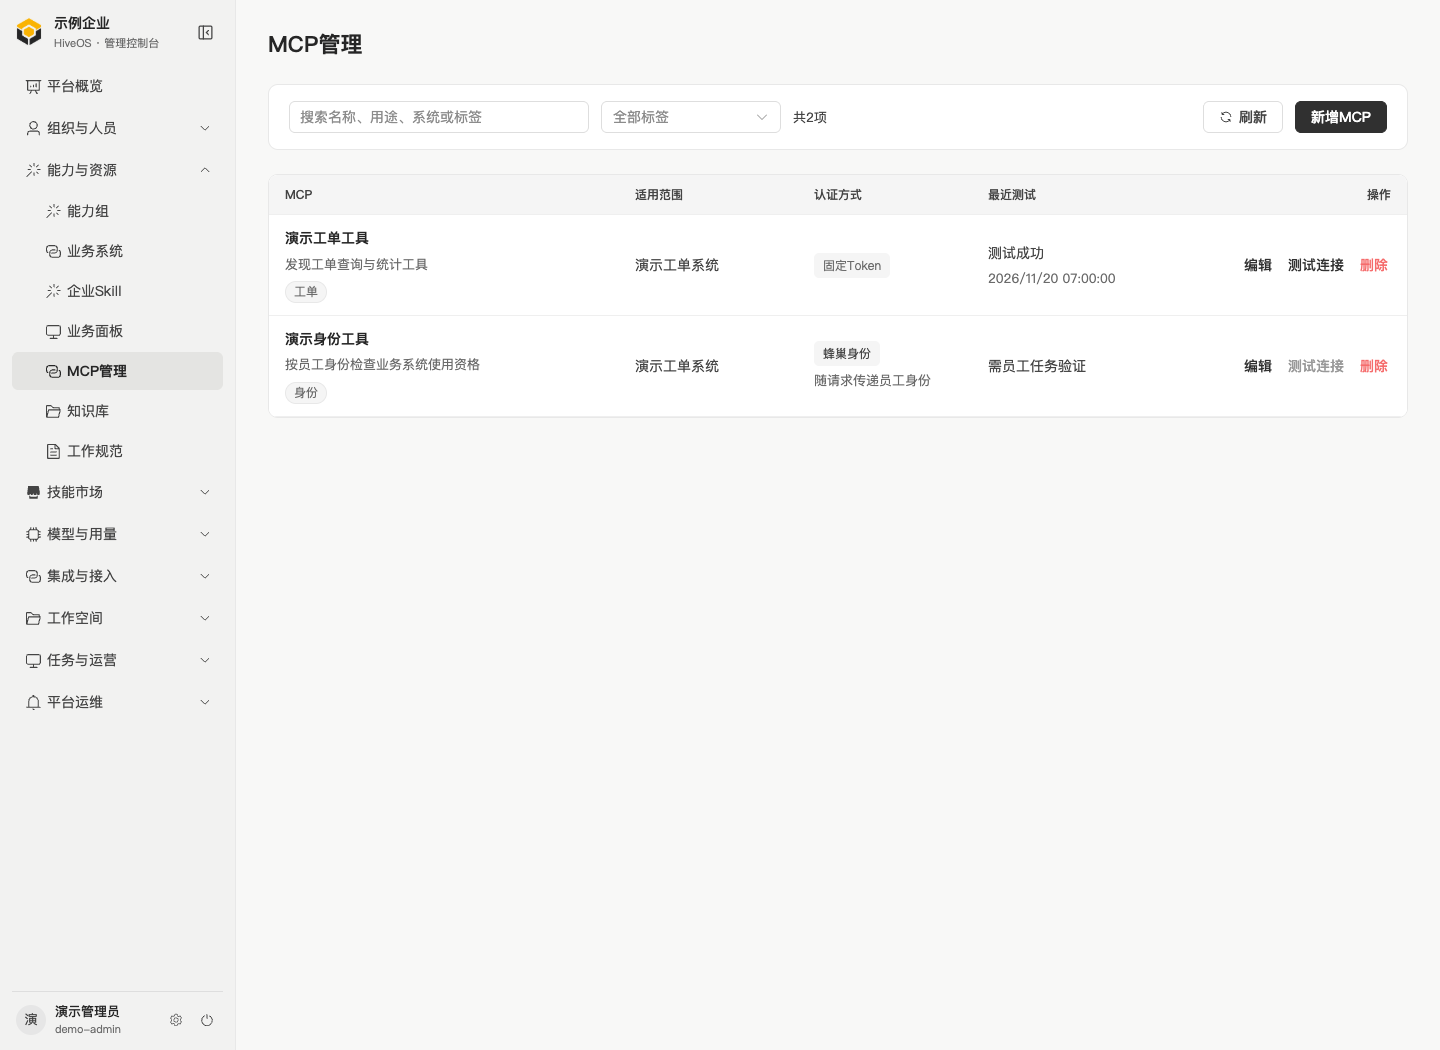 示例企业
HiveOS · 管理控制台
平台概览
组织与人员
能力与资源
能力组
业务系统
企业Skill
业务面板
MCP管理
知识库
工作规范
技能市场
模型与用量
集成与接入
工作空间
任务与运营
平台运维
演
演示管理员
demo-admin
MCP管理
搜索名称、用途、系统或标签
全部标签
共2项
刷新
新增MCP
MCP 适用范围 认证方式 最近测试 操作
演示工单工具
发现工单查询与统计工具
工单
演示工单系统
固定Token
测试成功
2026/11/20 07:00:00
编辑 测试连接 删除
演示身份工具
按员工身份检查业务系统使用资格
身份
演示工单系统
蜂巢身份
随请求传递员工身份
需员工任务验证
编辑 测试连接 删除